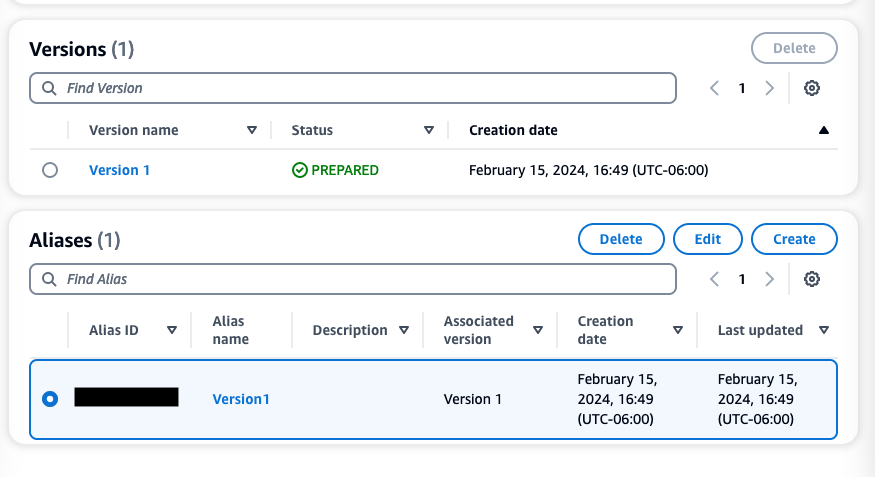 Versions (1)
Delete
Find Version
1
Version name
Status
Creation date
Version 1
PREPARED
February 15, 2024, 16:49 (UTC-06:00)
Aliases (1)
Delete
Edit
Create
Find Alias
1
Alias ID
Alias
name
Description
Associated
version
Creation
date
Last updated
Version1
Version 1
February 15,
2024, 16:49
(UTC-06:00)
February 15,
2024, 16:49
(UTC-06:00)